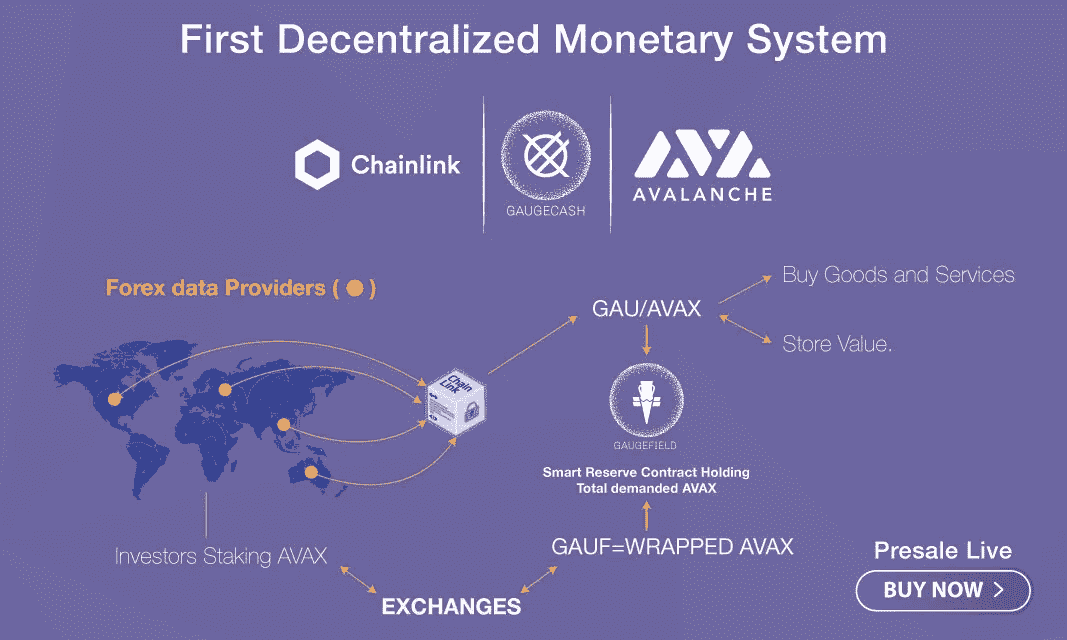 First Decentralized Monetary System
Chainlink
GAUGECASH
AVALANCHE
Forex data Providers ( )
GAU/AVAX
Buy Goods and Services
Store Value.
Chain
Link
GAUGEFIELD
Smart Reserve Contract Holding
Total demanded AVAX
Investors Staking AVAX
GAUF=WRAPPED AVAX
EXCHANGES
Presale Live
BUY NOW >